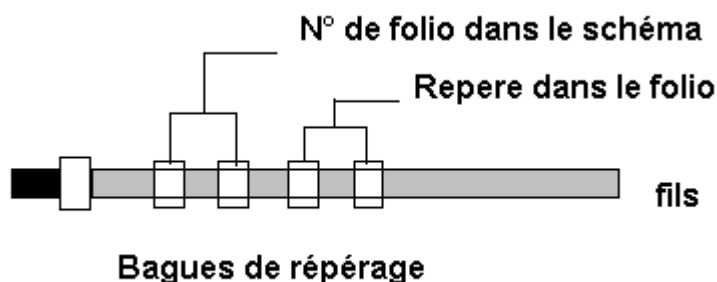 N° de folio dans le schéma
Repere dans le folio
fils
Bagues de répérage